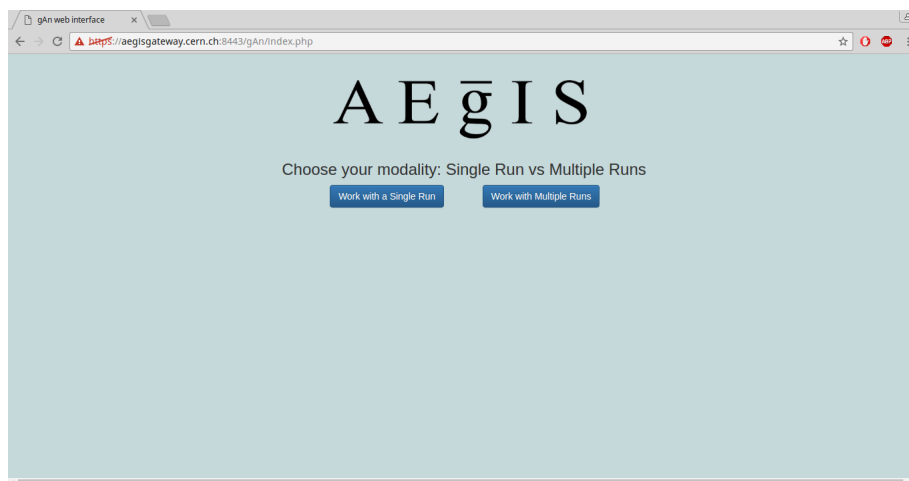 gAn web interface
https://aegisgateway.cern.ch:8443/gAn/index.php
ABP
A E g̅ I S
Choose your modality: Single Run vs Multiple Runs
Work with a Single Run Work with Multiple Runs